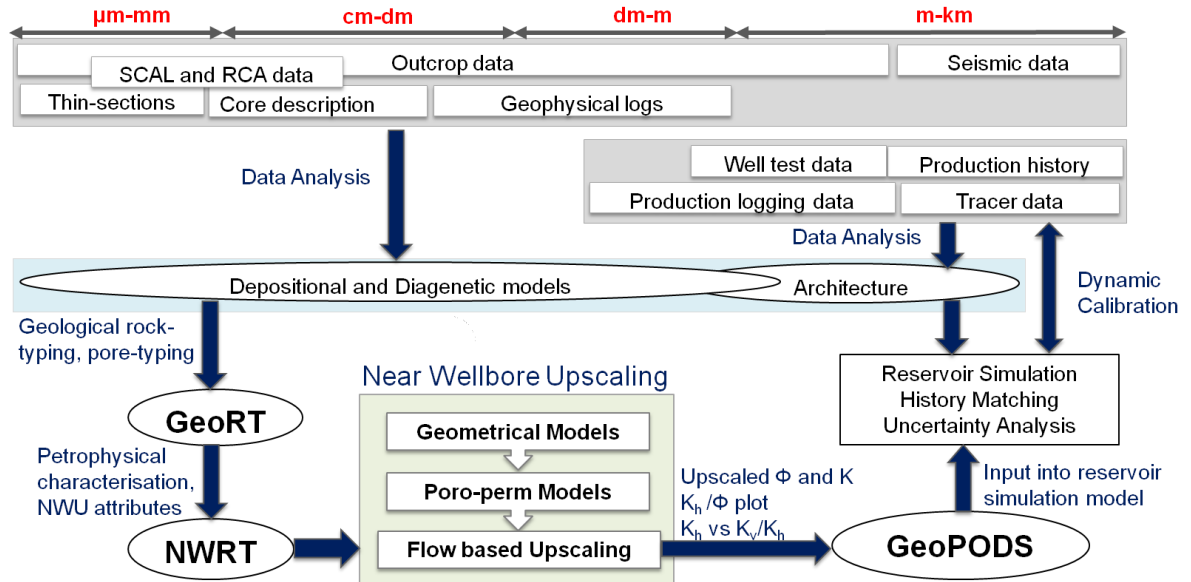 µm-mm
cm-dm
dm-m
m-km
Outcrop data
Seismic data
SCAL and RCA data
Thin-sections
Core description
Geophysical logs
Data Analysis
Well test data
Production history
Production logging data
Tracer data
Data Analysis
Depositional and Diagenetic models
Architecture
Dynamic
Calibration
Geological rock-
typing, pore-typing
Near Wellbore Upscaling
Reservoir Simulation
History Matching
Uncertainty Analysis
GeoRT
Geometrical Models
Petrophysical
characterisation,
NWU attributes
Poro-perm Models
Upscaled Φ and K
Kh /Φ plot
Kh vs Kv/Kh
Input into reservoir
simulation model
NWRT
Flow based Upscaling
GeoPODS